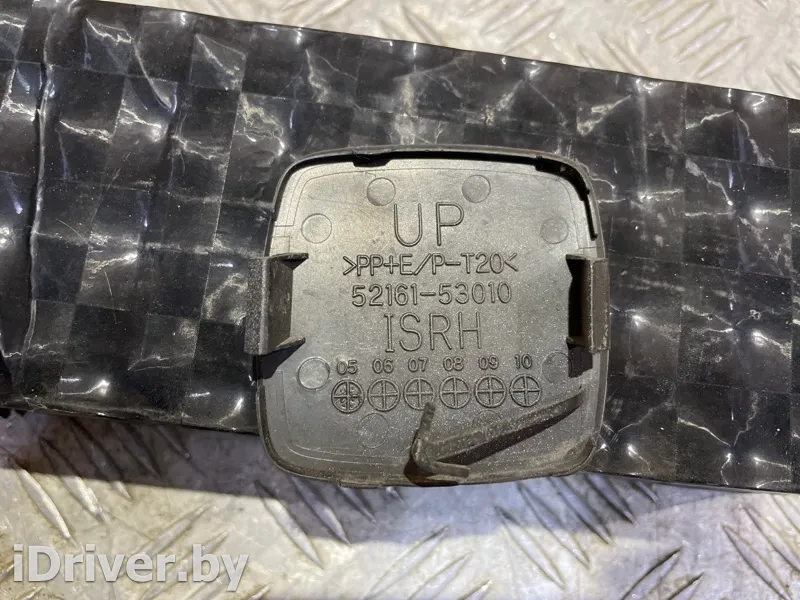 UP
>PP+E/P-T20<
52161-53010
ISRH
05 06 07 08 09 10
iDriver.by